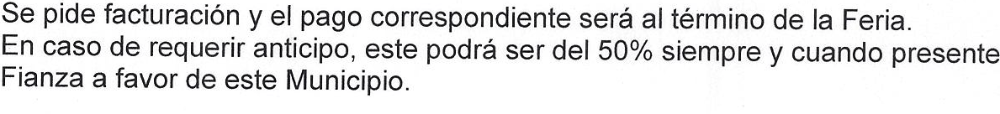 Se pide facturación y el pago correspondiente será al término de la Feria.
En caso de requerir anticipo, este podrá ser del 50% siempre y cuando presente
Fianza a favor de este Municipio.